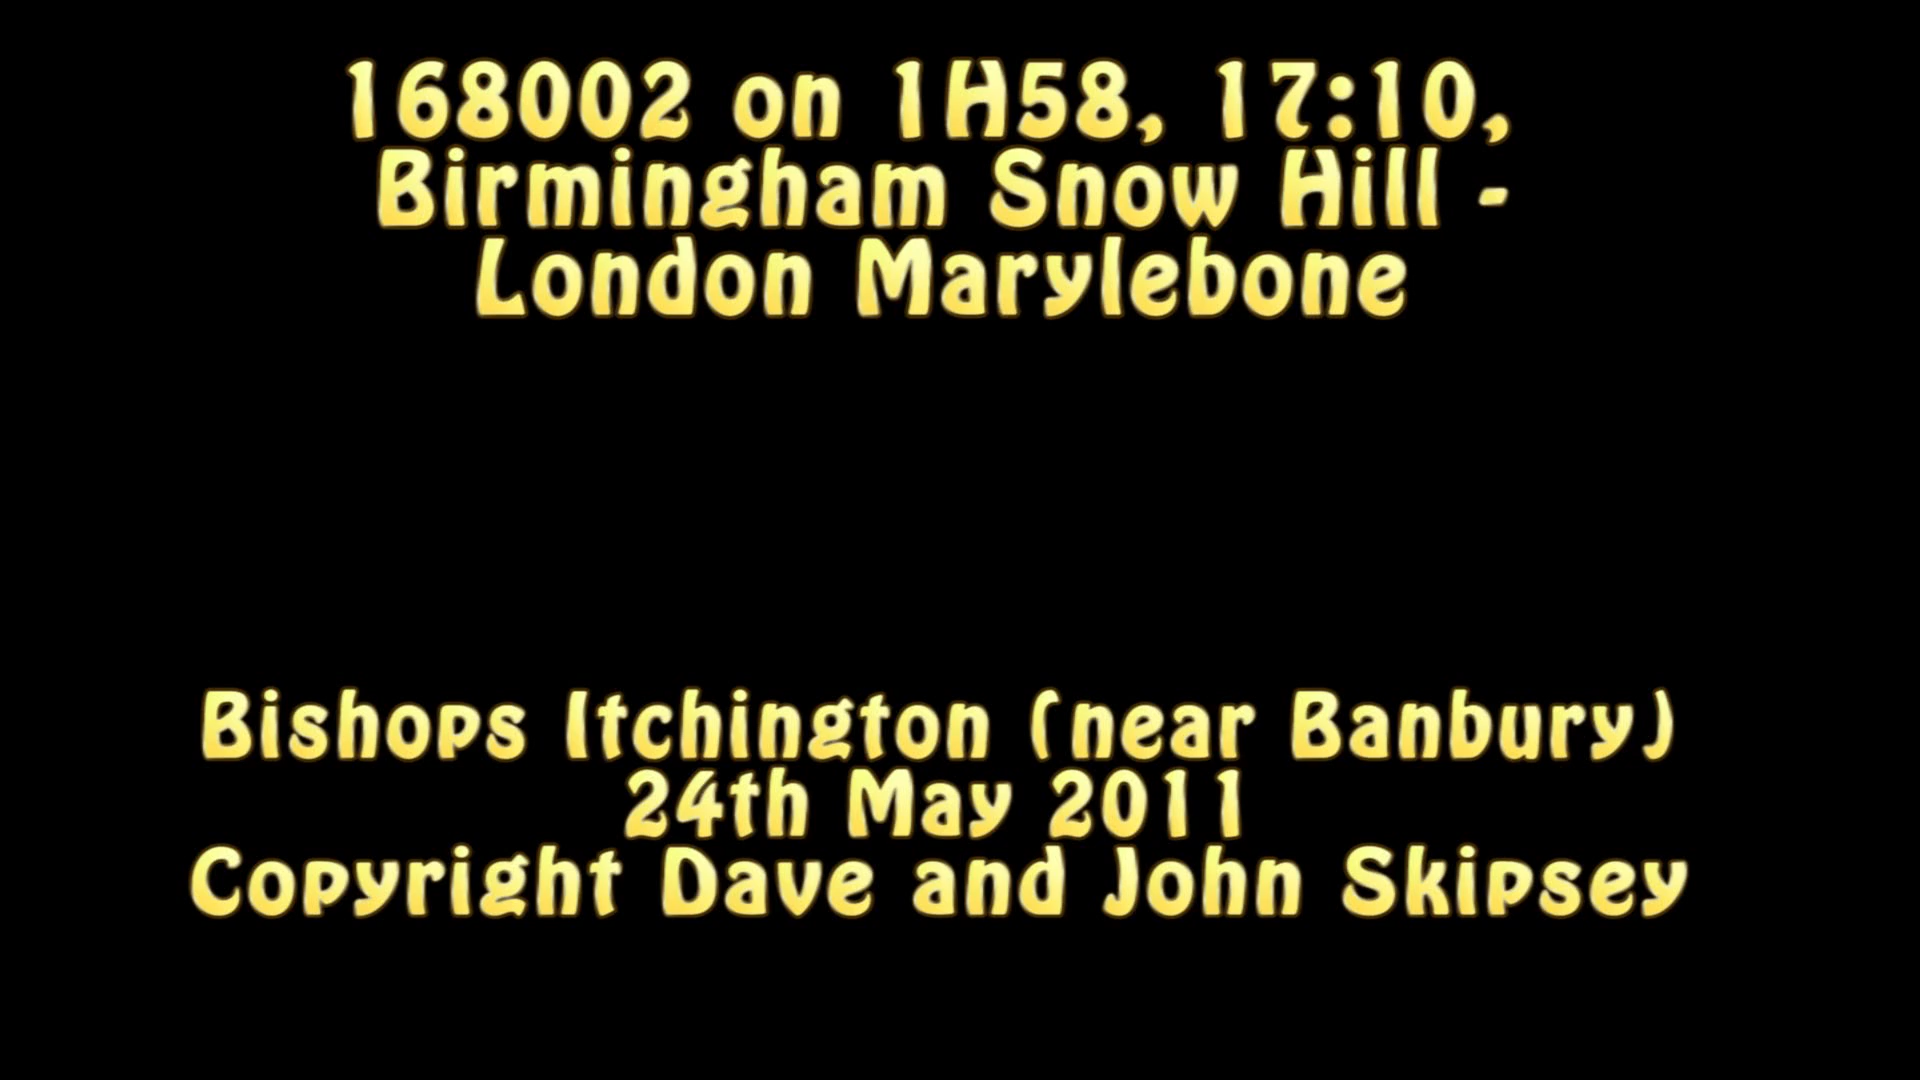 168002 on 1H58, 17:10,
Birmingham Snow Hill -
London Marylebone
Bishops Itchington (near Banbury)
24th May 2011
Copyright Dave and John Skipsey